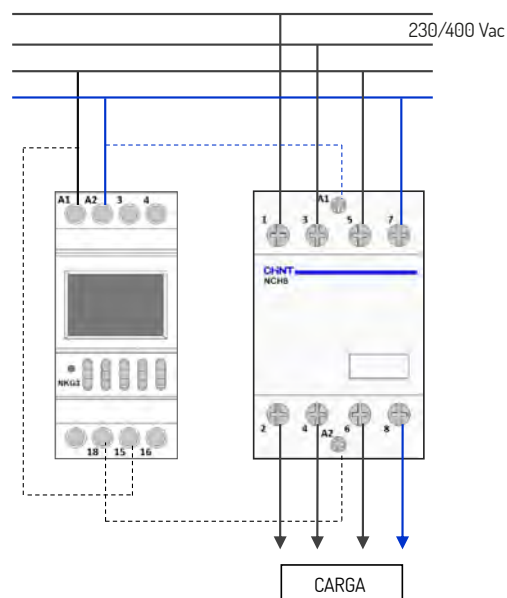 230/400 Vac
A1 A2 3 4
A1
1 3 5 7
CHNT
NCH8
NKG3
2 4 A2 6 8
18 15 16
CARGA